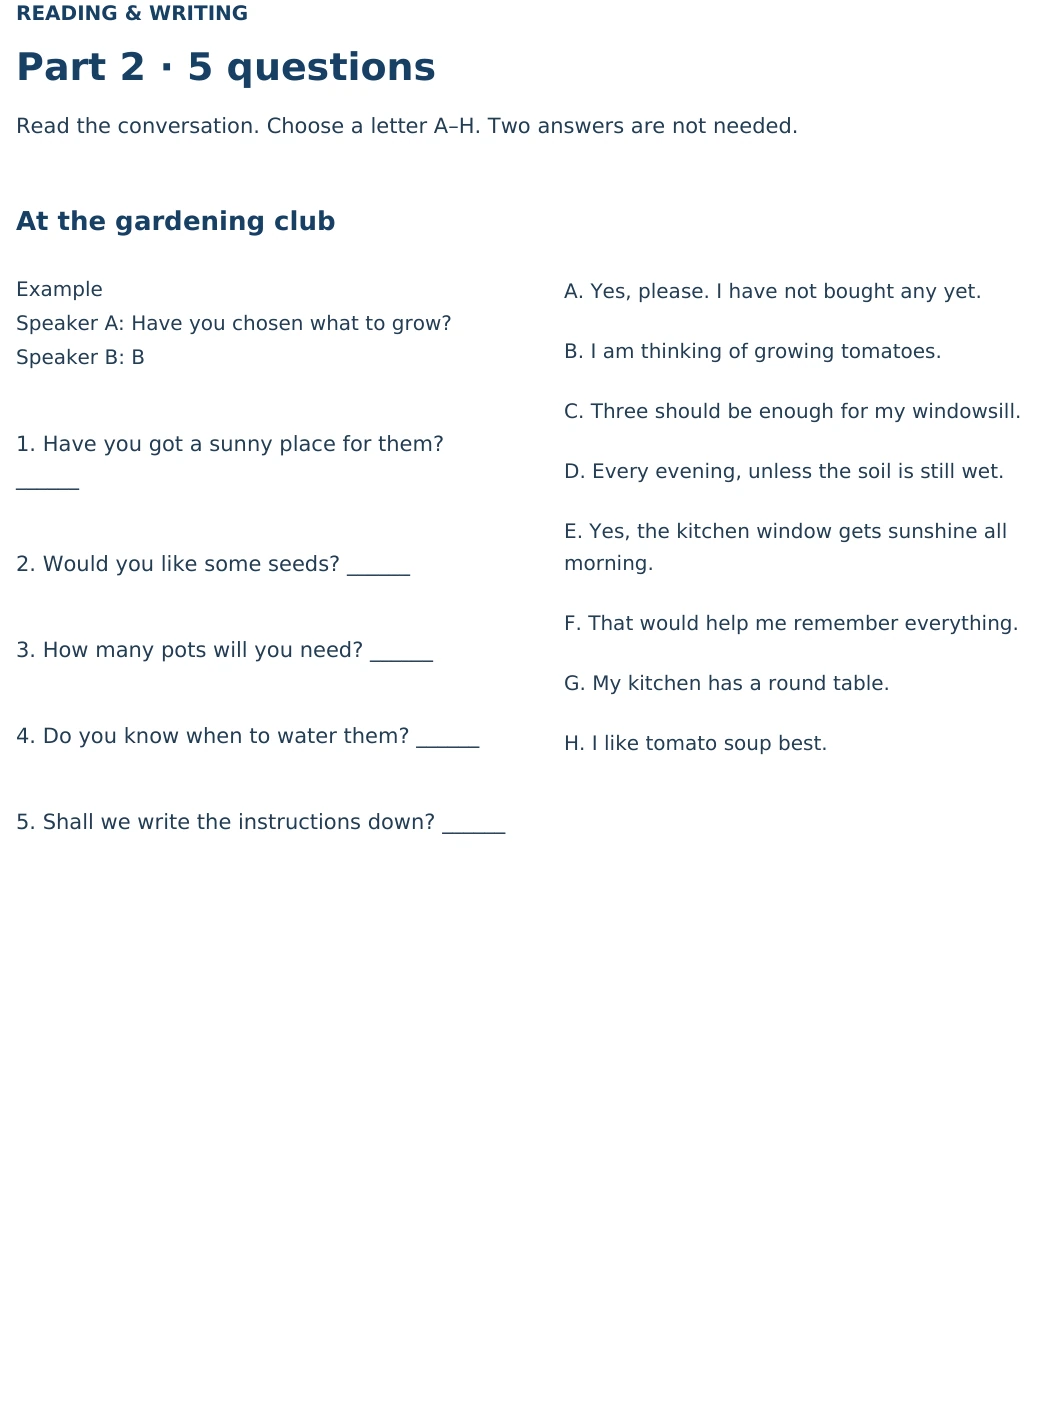 READING & WRITING
Part 2 · 5 questions
Read the conversation. Choose a letter A–H. Two answers are not needed.
At the gardening club
Example
Speaker A: Have you chosen what to grow?
Speaker B: B
1. Have you got a sunny place for them?
______
2. Would you like some seeds? ______
3. How many pots will you need? ______
4. Do you know when to water them? ______
5. Shall we write the instructions down? ______
A. Yes, please. I have not bought any yet.
B. I am thinking of growing tomatoes.
C. Three should be enough for my windowsill.
D. Every evening, unless the soil is still wet.
E. Yes, the kitchen window gets sunshine all
morning.
F. That would help me remember everything.
G. My kitchen has a round table.
H. I like tomato soup best.